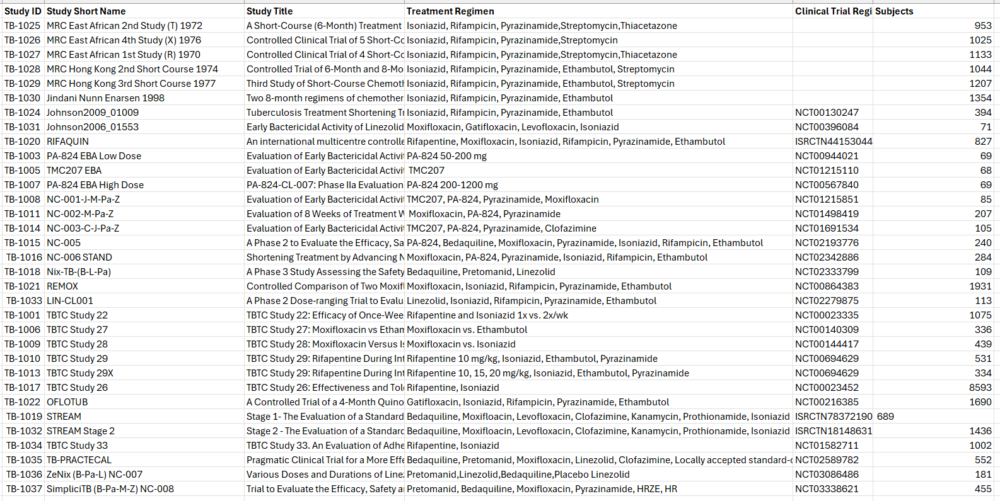 Study ID Study Short Name Study Title Treatment Regimen Clinical Trial Regi Subjects
TB-1025 MRC East African 2nd Study (T) 1972 A Short-Course (6-Month) Treatment Isoniazid, Rifampicin, Pyrazinamide,Streptomycin,Thiacetazone 953
TB-1026 MRC East African 4th Study (X) 1976 Controlled Clinical Trial of 5 Short-Co Isoniazid, Rifampicin, Pyrazinamide,Streptomycin 1025
TB-1027 MRC East African 1st Study (R) 1970 Controlled Clinical Trial of 4 Short-Co Isoniazid, Rifampicin, Pyrazinamide,Streptomycin,Thiacetazone 1133
TB-1028 MRC Hong Kong 2nd Short Course 1974 Controlled Trial of 6-Month and 8-Mo Isoniazid, Rifampicin, Pyrazinamide, Ethambutol, Streptomycin 1044
TB-1029 MRC Hong Kong 3rd Short Course 1977 Third Study of Short-Course Chemoth Isoniazid, Rifampicin, Pyrazinamide, Ethambutol, Streptomycin 1207
TB-1030 Jindani Nunn Enarsen 1998 Two 8-month regimens of chemother Isoniazid, Rifampicin, Pyrazinamide, Ethambutol 1354
TB-1024 Johnson2009_01009 Tuberculosis Treatment Shortening Tr Isoniazid, Rifampicin, Pyrazinamide, Ethambutol NCT00130247 394
TB-1031 Johnson2006_01553 Early Bactericidal Activity of Linezolid Moxifloxacin, Gatifloxacin, Levofloxacin, Isoniazid NCT00396084 71
TB-1020 RIFAQUIN An international multicentre controlle Rifapentine, Moxifloxacin, Isoniazid, Rifampicin, Pyrazinamide, Ethambutol ISRCTN44153044 827
TB-1003 PA-824 EBA Low Dose Evaluation of Early Bactericidal Activit PA-824 50-200 mg NCT00944021 69
TB-1005 TMC207 EBA Evaluation of Early Bactericidal Activit TMC207 NCT01215110 68
TB-1007 PA-824 EBA High Dose PA-824-CL-007: Phase IIa Evaluation PA-824 200-1200 mg NCT00567840 69
TB-1008 NC-001-J-M-Pa-Z Evaluation of Early Bactericidal Activit TMC207, PA-824, Pyrazinamide, Moxifloxacin NCT01215851 85
TB-1011 NC-002-M-Pa-Z Evaluation of 8 Weeks of Treatment W Moxifloxacin, PA-824, Pyrazinamide NCT01498419 207
TB-1014 NC-003-C-J-Pa-Z Evaluation of Early Bactericidal Activit TMC207, PA-824, Pyrazinamide, Clofazimine NCT01691534 105
TB-1015 NC-005 A Phase 2 to Evaluate the Efficacy, Sa PA-824, Bedaquiline, Moxifloxacin, Pyrazinamide, Isoniazid, Rifampicin, Ethambutol NCT02193776 240
TB-1016 NC-006 STAND Shortening Treatment by Advancing N Moxifloxacin, PA-824, Pyrazinamide, Isoniazid, Rifampicin, Ethambutol NCT02342886 284
TB-1018 Nix-TB-(B-L-Pa) A Phase 3 Study Assessing the Safety Bedaquiline, Pretomanid, Linezolid NCT02333799 109
TB-1021 REMOX Controlled Comparison of Two Moxifl Moxifloxacin, Isoniazid, Rifampicin, Pyrazinamide, Ethambutol NCT00864383 1931
TB-1033 LIN-CL001 A Phase 2 Dose-ranging Trial to Evalu Linezolid, Isoniazid, Rifampicin, Pyrazinamide, Ethambutol NCT02279875 113
TB-1001 TBTC Study 22 TBTC Study 22: Efficacy of Once-Wee Rifapentine and Isoniazid 1x vs. 2x/wk NCT00023335 1075
TB-1006 TBTC Study 27 TBTC Study 27: Moxifloxacin vs Etham Moxifloxacin vs. Ethambutol NCT00140309 336
TB-1009 TBTC Study 28 TBTC Study 28: Moxifloxacin Versus Is Moxifloxacin vs. Isoniazid NCT00144417 439
TB-1010 TBTC Study 29 TBTC Study 29: Rifapentine During Int Rifapentine 10 mg/kg, Isoniazid, Ethambutol, Pyrazinamide NCT00694629 531
TB-1013 TBTC Study 29X TBTC Study 29: Rifapentine During Int Rifapentine 10, 15, 20 mg/kg, Isoniazid, Ethambutol, Pyrazinamide NCT00694629 334
TB-1017 TBTC Study 26 TBTC Study 26: Effectiveness and Tole Rifapentine, Isoniazid NCT00023452 8593
TB-1022 OFLOTUB A Controlled Trial of a 4-Month Quino Gatifloxacin, Isoniazid, Rifampicin, Pyrazinamide, Ethambutol NCT00216385 1690
TB-1019 STREAM Stage 1- The Evaluation of a Standard Bedaquiline, Moxifloacin, Levofloxacin, Clofazimine, Kanamycin, Prothionamide, Isoniazid ISRCTN78372190 689
TB-1032 STREAM Stage 2 Stage 2 - The Evaluation of a Standarc Bedaquiline, Moxifloacin, Levofloxacin, Clofazimine, Kanamycin, Prothionamide, Isoniazid ISRCTN18148631 1436
TB-1034 TBTC Study 33 TBTC Study 33. An Evaluation of Adhe Rifapentine, Isoniazid NCT01582711 1002
TB-1035 TB-PRACTECAL Pragmatic Clinical Trial for a More Effe Bedaquiline, Pretomanid, Moxifloxacin, Linezolid, Clofazimine, Locally accepted standard-o NCT02589782 552
TB-1036 ZeNix (B-Pa-L) NC-007 Various Doses and Durations of Linez Pretomanid,Linezolid,Bedaquiline,Placebo Linezolid NCT03086486 181
TB-1037 SimpliciTB (B-Pa-M-Z) NC-008 Trial to Evaluate the Efficacy, Safety a Pretomanid, Bedaquiline, Moxifloxacin, Pyrazinamide, HRZE, HR NCT03338621 455